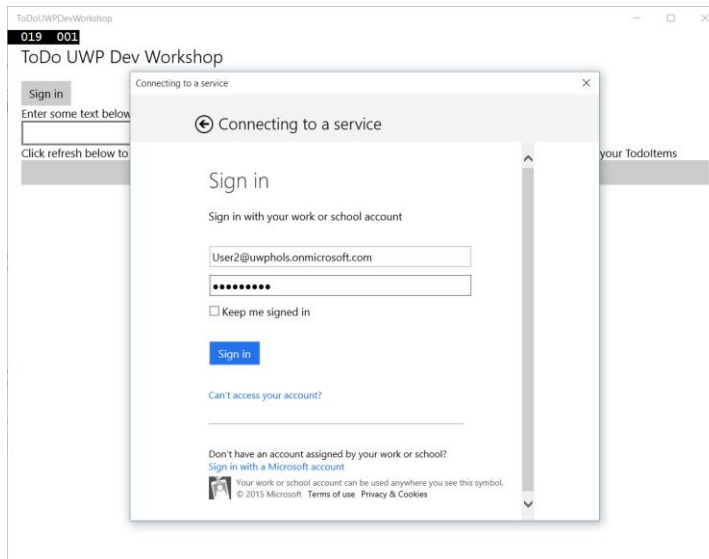 ToDoUWPDevWorkshop
019 001
ToDo UWP Dev Workshop
Connecting to a service
Sign in
Enter some text below
Connecting to a service
Click refresh below to
your TodoItems
Sign in
Sign in with your work or school account
User2@uwphols.onmicrosoft.com
•••••••••
Keep me signed in
Sign in
Can't access your account?
Don't have an account assigned by your work or school?
Sign in with a Microsoft account
Your work or school account can be used anywhere you see this symbol.
© 2015 Microsoft Terms of use Privacy & Cookies